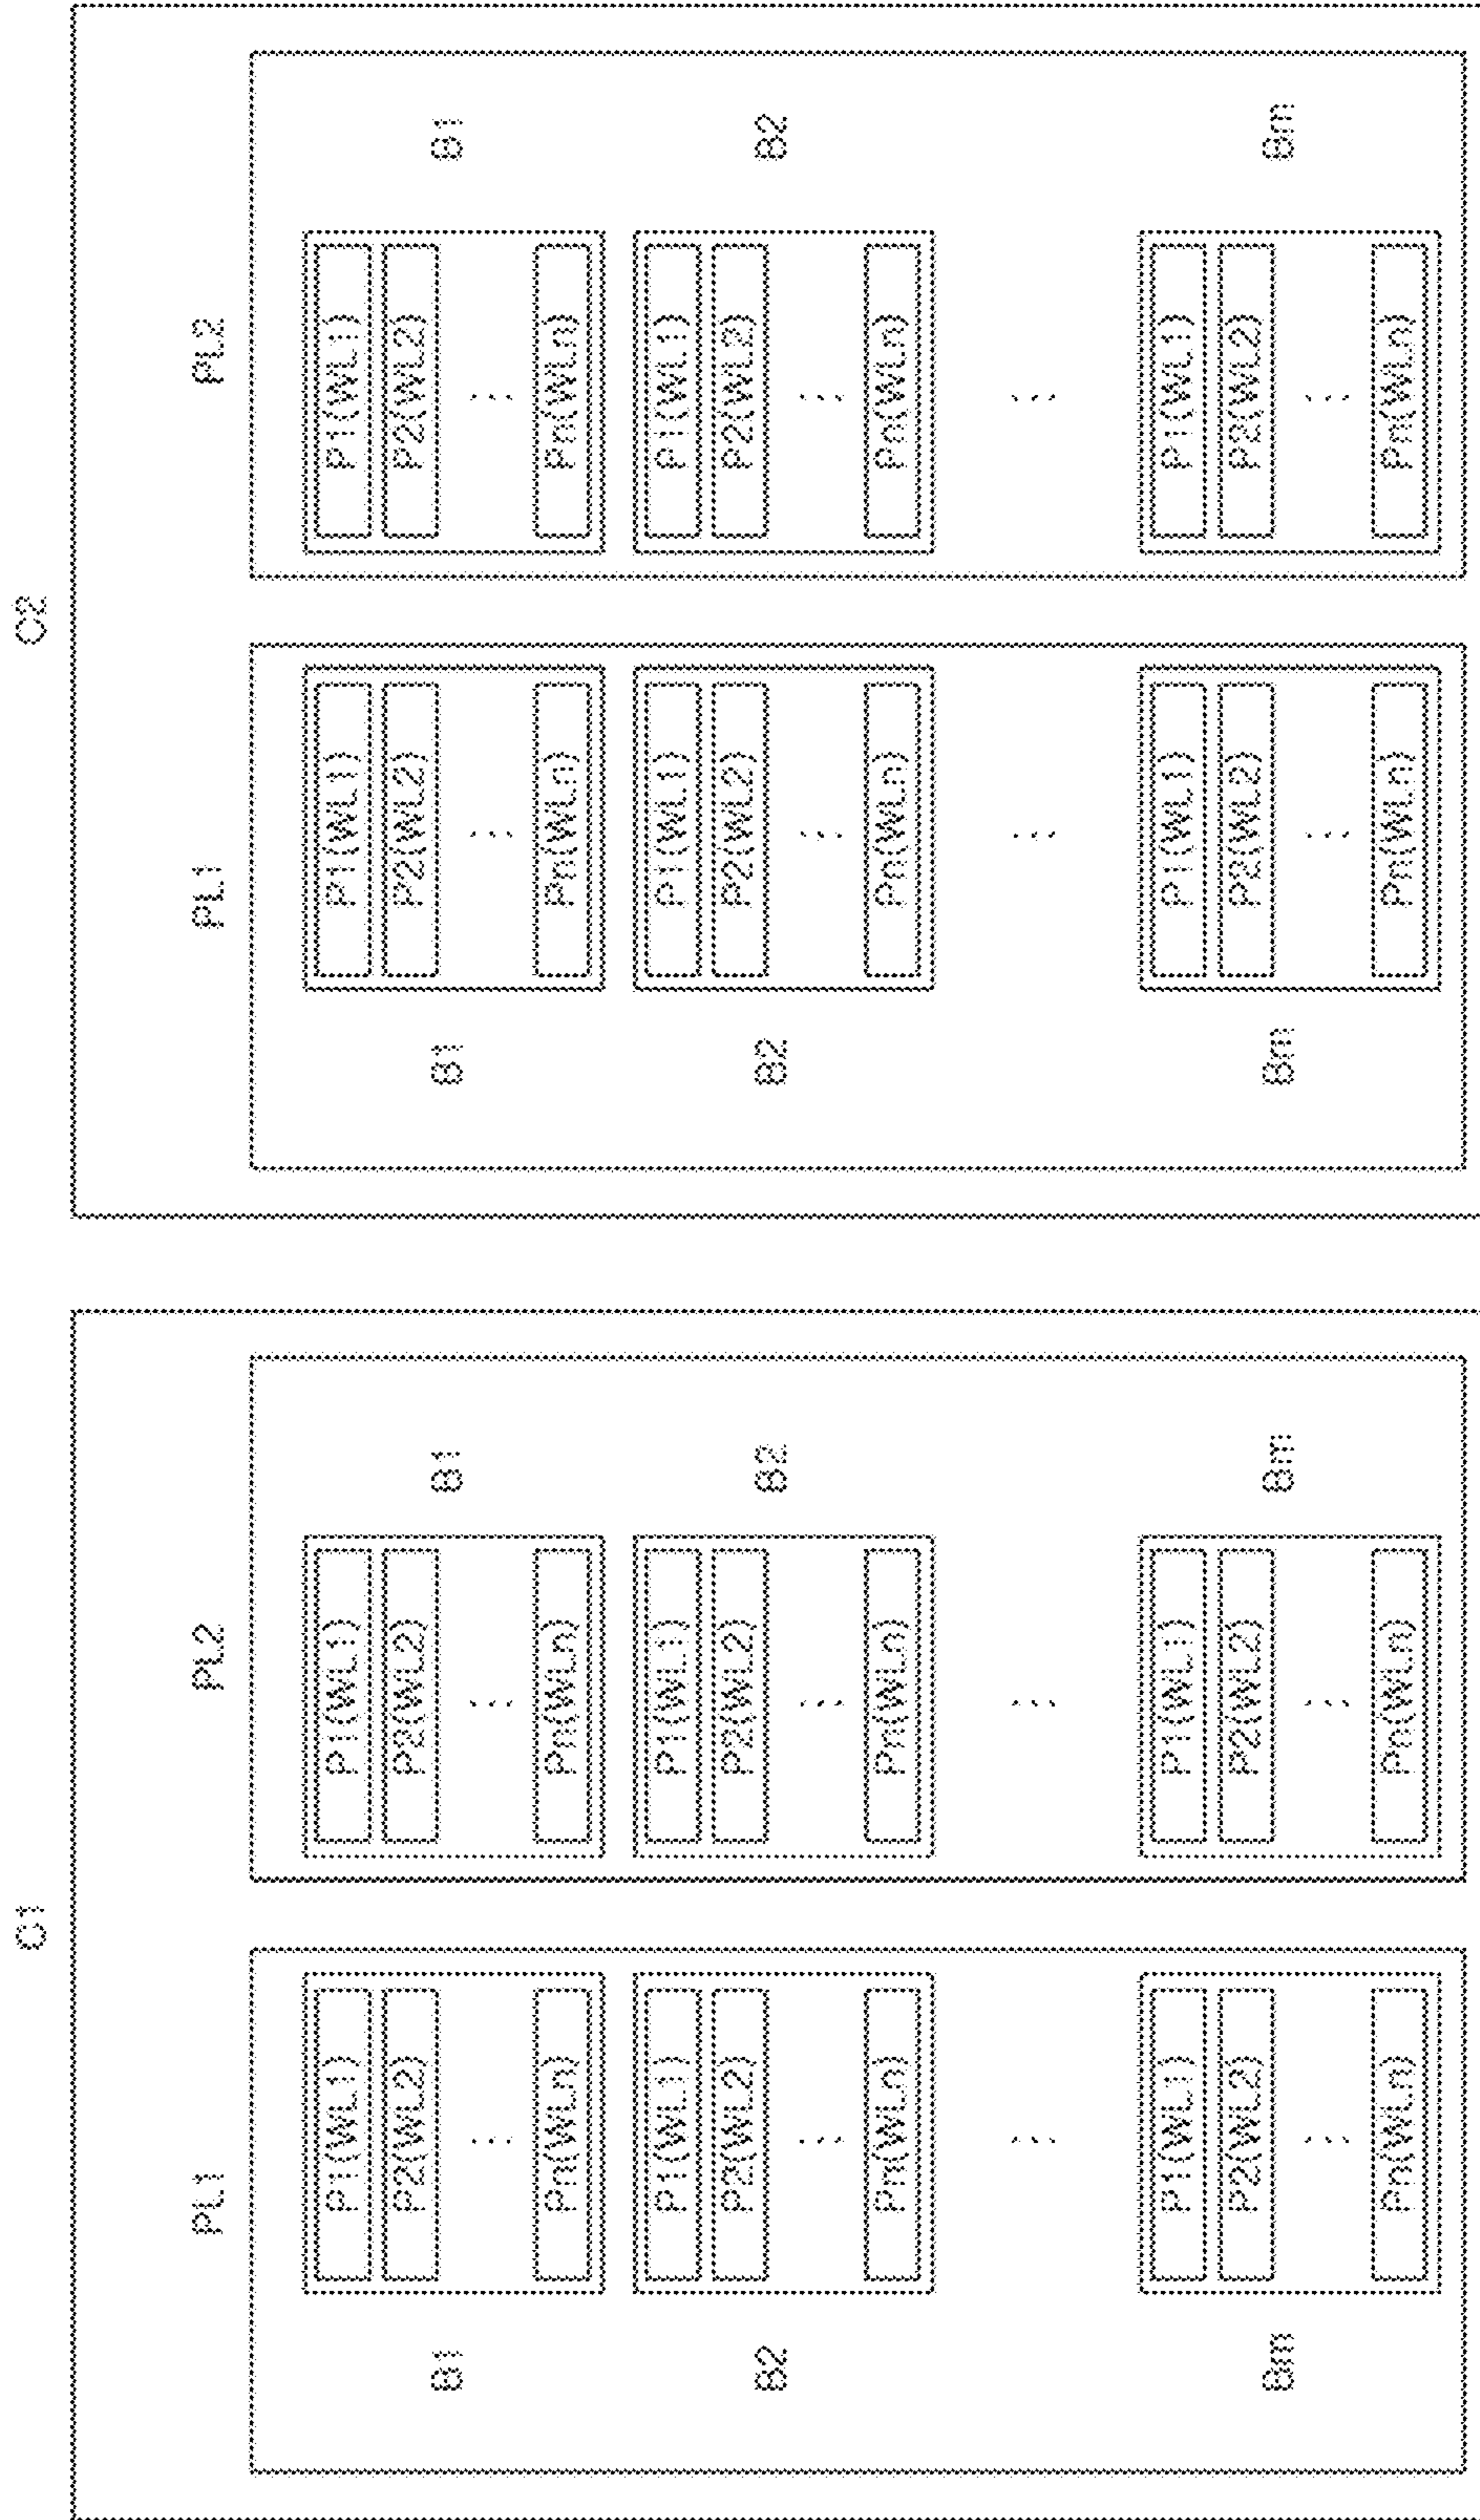 C1
PL1
B1
P1(WL1)
P2(WL2)
...
Pn(WLn)
B2
P1(WL1)
P2(WL2)
...
Pn(WLn)
...
Bm
P1(WL1)
P2(WL2)
...
Pn(WLn)
PL2
B1
P1(WL1)
P2(WL2)
...
Pn(WLn)
B2
P1(WL1)
P2(WL2)
...
Pn(WLn)
...
Bm
P1(WL1)
P2(WL2)
...
Pn(WLn)
C2
PL1
B1
P1(WL1)
P2(WL2)
...
Pn(WLn)
B2
P1(WL1)
P2(WL2)
...
Pn(WLn)
...
Bm
P1(WL1)
P2(WL2)
...
Pn(WLn)
PL2
B1
P1(WL1)
P2(WL2)
...
Pn(WLn)
B2
P1(WL1)
P2(WL2)
...
Pn(WLn)
...
Bm
P1(WL1)
P2(WL2)
...
Pn(WLn)